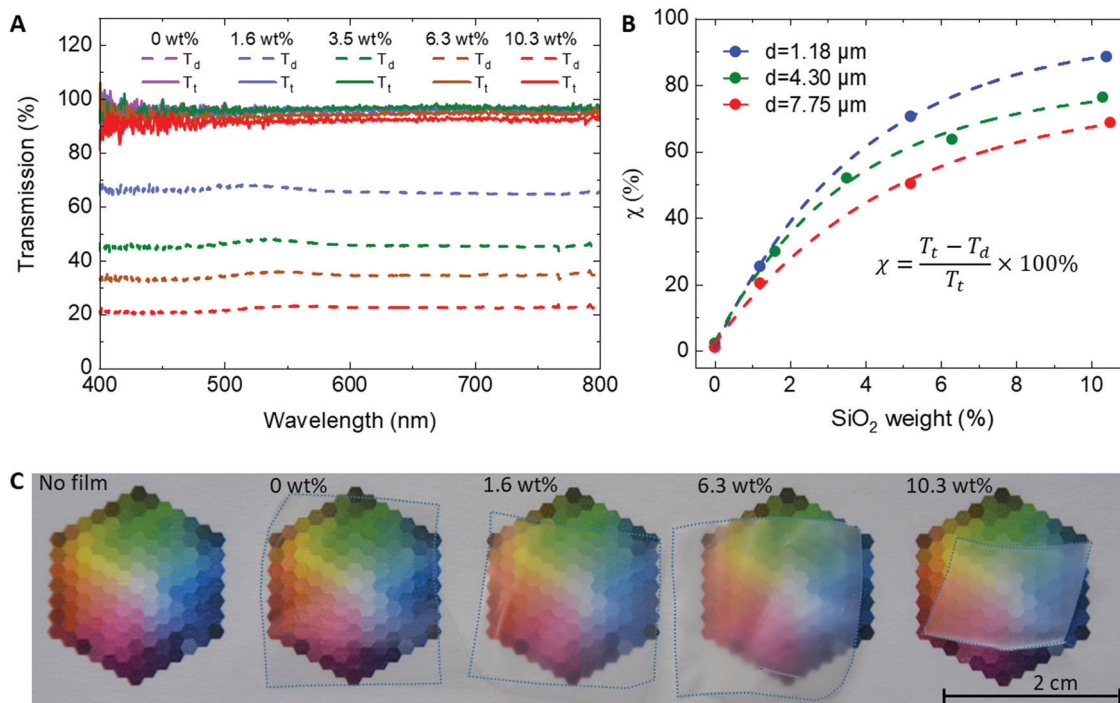 A
120
100
80
60
40
20
0
Transmission (%)
0 wt% 1.6 wt% 3.5 wt% 6.3 wt% 10.3 wt%
T_d T_d T_d T_d T_d
T_t T_t T_t T_t T_t
400 500 600 700 800
Wavelength (nm)
B
100
80
60
40
20
0
χ (%)
d=1.18 µm
d=4.30 µm
d=7.75 µm
χ = (T_t − T_d)/T_t × 100%
0 2 4 6 8 10
SiO₂ weight (%)
C
No film
0 wt%
1.6 wt%
6.3 wt%
10.3 wt%
2 cm